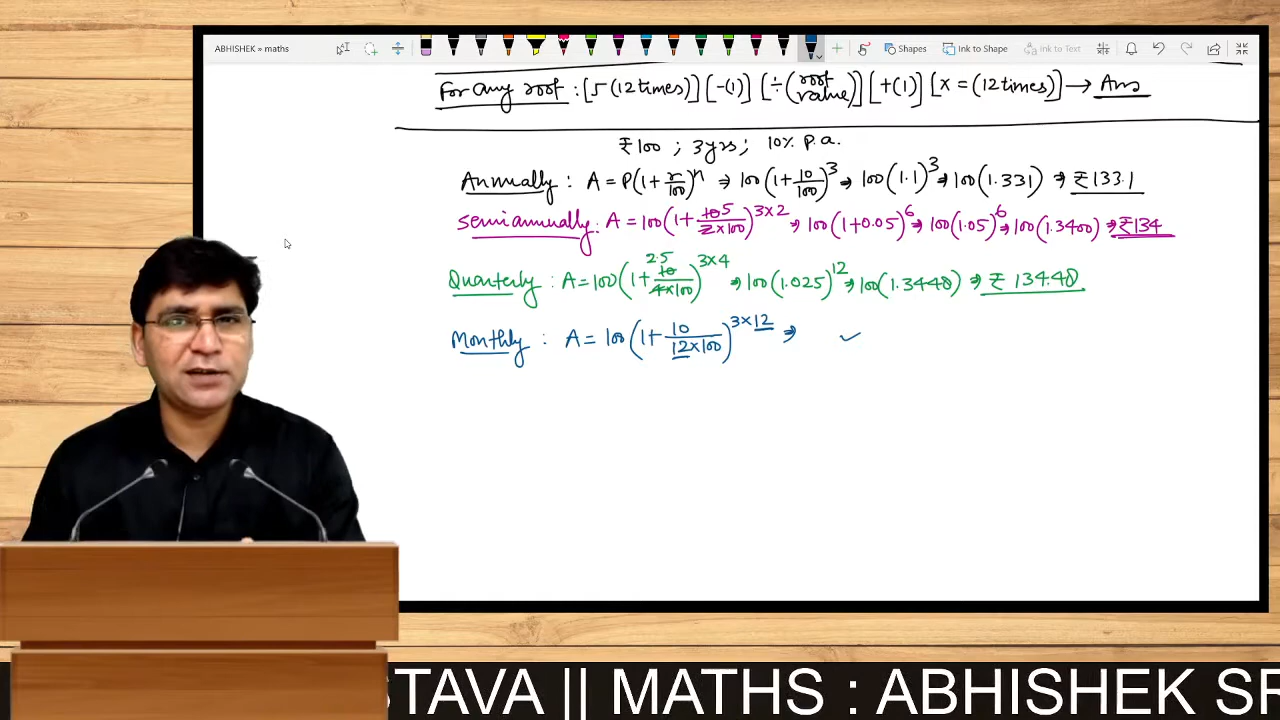 ABHISHEK » maths
Shapes Ink to Shape Ink to Text
For any root : [√(12 times)] [-(1)] [÷(root value)] [+(1)] [x = (12 times)] → Ans
₹100 ; 3yrs; 10% p.a.
Annually : A = P(1+r/100)^n ⇒ 100(1+10/100)^3 ⇒ 100(1.1)^3 ⇒ 100(1.331) ⇒ ₹133.1
Semiannually: A = 100(1+10 5/2×100)^3×2 ⇒ 100(1+0.05)^6 ⇒ 100(1.05)^6 ⇒ 100(1.3400) ⇒ ₹134
Quarterly : A = 100(1+2.5 10/4×100)^3×4 ⇒ 100(1.025)^12 ⇒ 100(1.3448) ⇒ ₹134.48
Monthly : A = 100(1+10/12×100)^3×12 ⇒ ✓
STAVA || MATHS : ABHISHEK SR